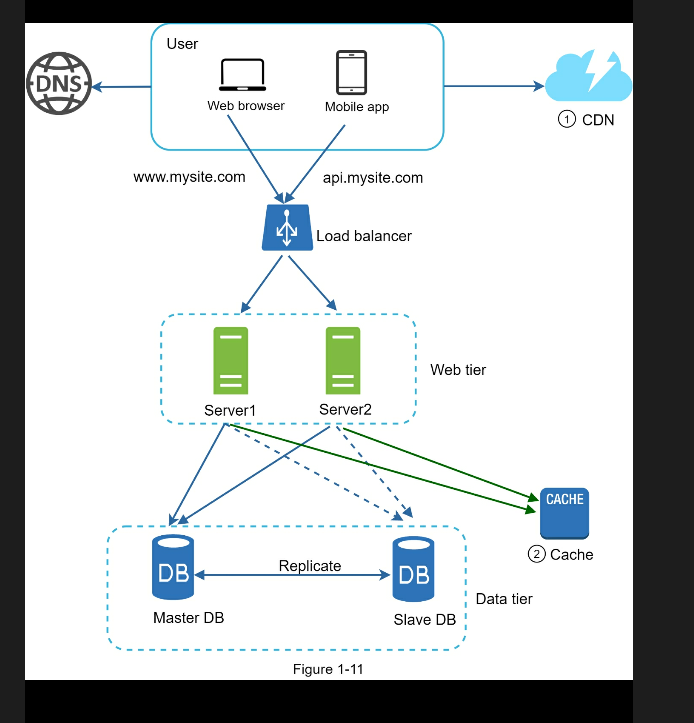 User
DNS
Web browser
Mobile app
1 CDN
www.mysite.com
api.mysite.com
Load balancer
Web tier
Server1
Server2
CACHE
2 Cache
Replicate
DB
DB
Data tier
Master DB
Slave DB
Figure 1-11